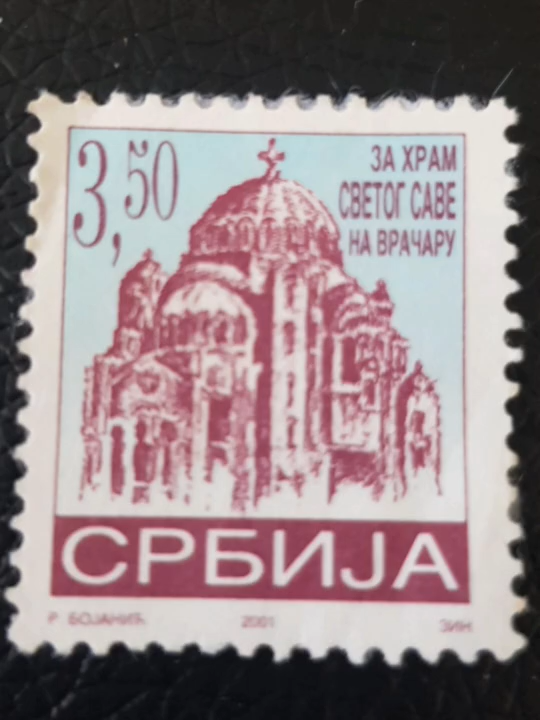 3,50
ЗА ХРАМ
СВЕТОГ САВЕ
НА ВРАЧАРУ
СРБИЈА
Р. БОЈАНИЋ 2001 ЗИН